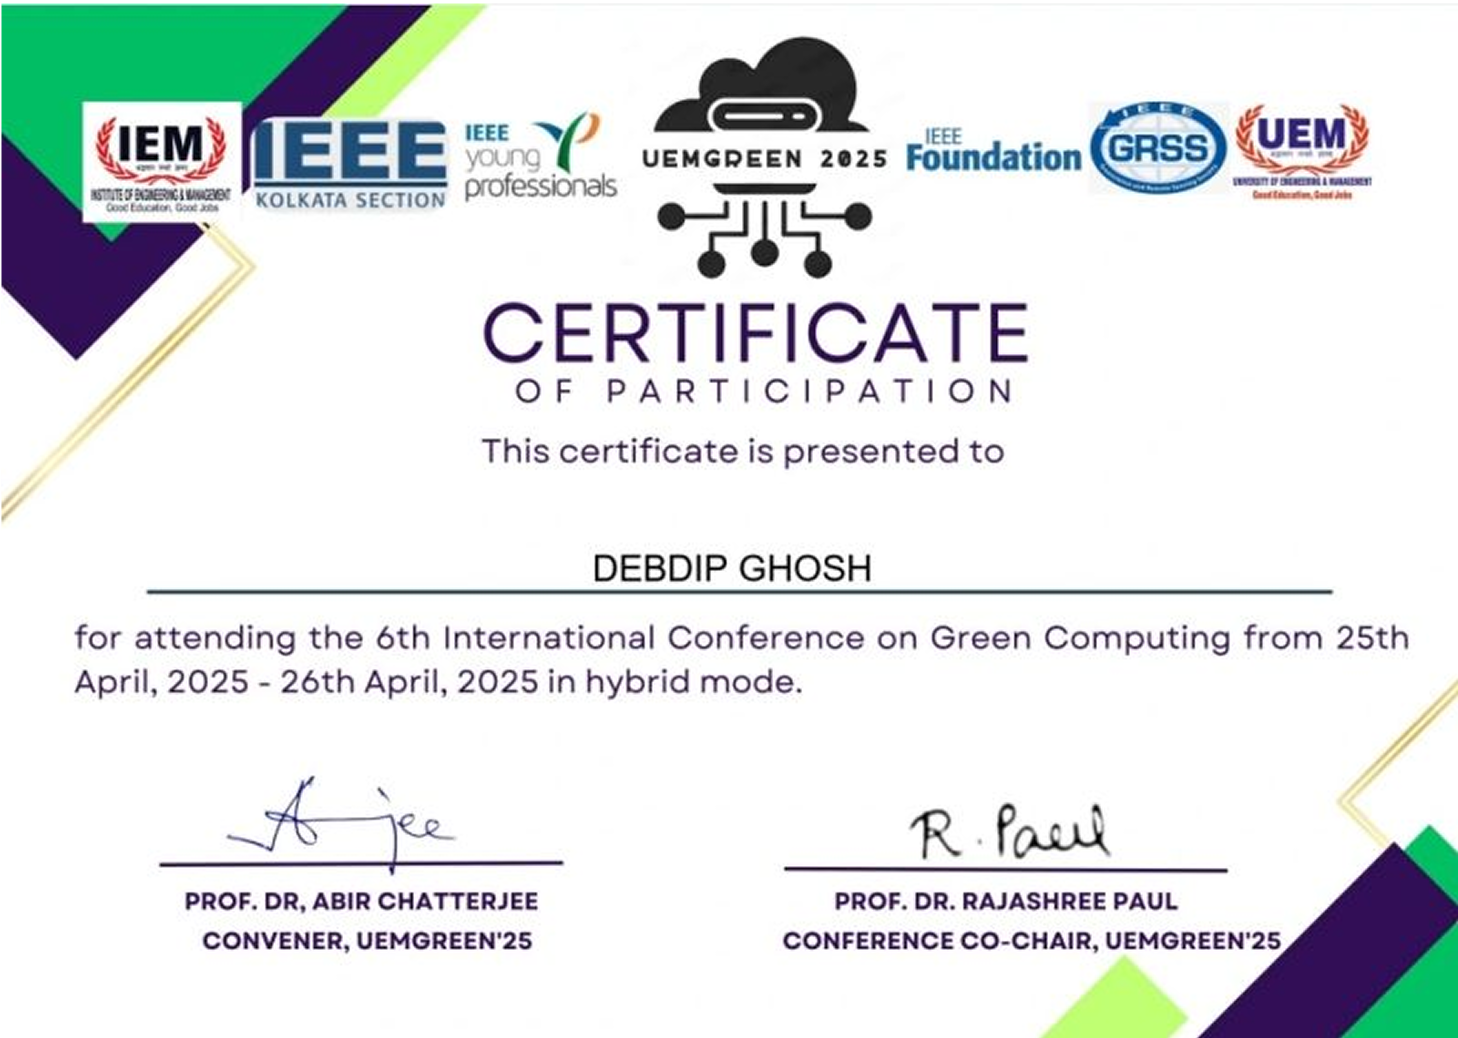 IEM
INSTITUTE OF ENGINEERING & MANAGEMENT
Good Education, Good Jobs
IEEE
KOLKATA SECTION
IEEE
young
professionals
UEMGREEN 2025
IEEE
Foundation
IEEE
GRSS
UEM
UNIVERSITY OF ENGINEERING & MANAGEMENT
Good Education, Good Jobs
CERTIFICATE
OF PARTICIPATION
This certificate is presented to
DEBDIP GHOSH
for attending the 6th International Conference on Green Computing from 25th
April, 2025 - 26th April, 2025 in hybrid mode.
R. Paul
PROF. DR, ABIR CHATTERJEE
CONVENER, UEMGREEN'25
PROF. DR. RAJASHREE PAUL
CONFERENCE CO-CHAIR, UEMGREEN'25